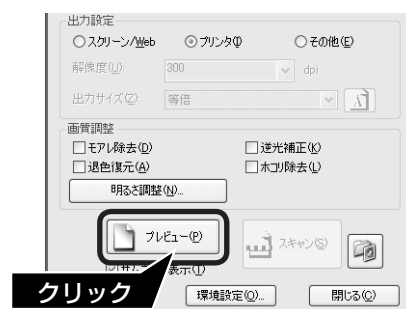 出力設定
スクリーン/Web プリンタ(I) その他(E)
解像度(U): 300 dpi
出力サイズ(Z): 等倍
画質調整
モアレ除去(D) 逆光補正(K)
退色復元(A) ホコリ除去(L)
明るさ調整(N)...
プレビュー(P) スキャン(S)
表示(T)
クリック
環境設定(O)... 閉じる(C)